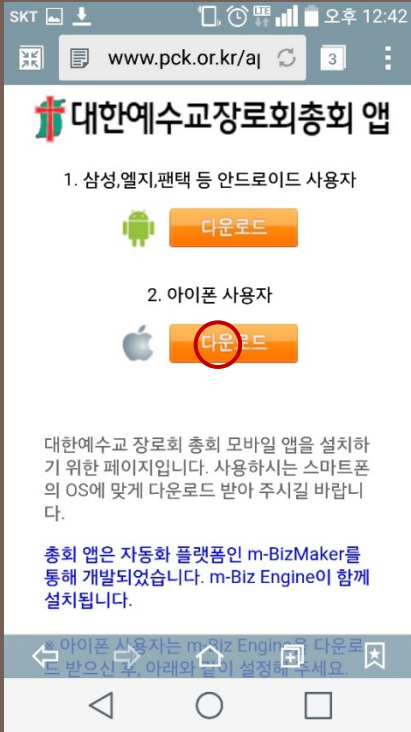 SKT LTE 오후 12:42
www.pck.or.kr/a 3
대한예수교장로회총회 앱
1. 삼성,엘지,팬택 등 안드로이드 사용자
다운로드
2. 아이폰 사용자
다운로드
대한예수교 장로회 총회 모바일 앱을 설치하
기 위한 페이지입니다. 사용하시는 스마트폰
의 OS에 맞게 다운로드 받아 주시길 바랍니
다.
총회 앱은 자동화 플랫폼인 m-BizMaker를
통해 개발되었습니다. m-Biz Engine이 함께
설치됩니다.
※ 아이폰 사용자는 m-Biz Engine을 다운로
드 받으신 후, 아래와 같이 설정해 주세요.